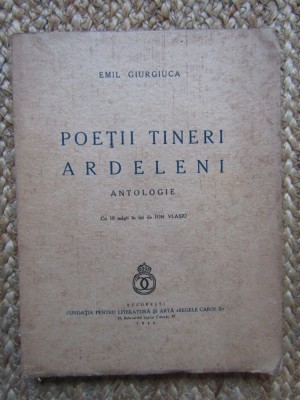 EMIL GIURGIUCA
POEȚII TINERI
ARDELENI
ANTOLOGIE
Cu 10 măști în tuș de ION VLASIU
BUCUREȘTI
FUNDAȚIA PENTRU LITERATURĂ ȘI ARTĂ «REGELE CAROL II»